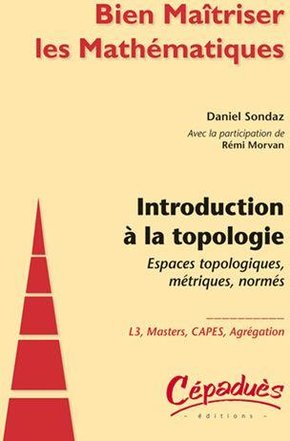 Bien Maîtriser
les Mathématiques
Daniel Sondaz
Avec la participation de
Rémi Morvan
Introduction
à la topologie
Espaces topologiques,
métriques, normés
L3, Masters, CAPES, Agrégation
Cépaduès
éditions